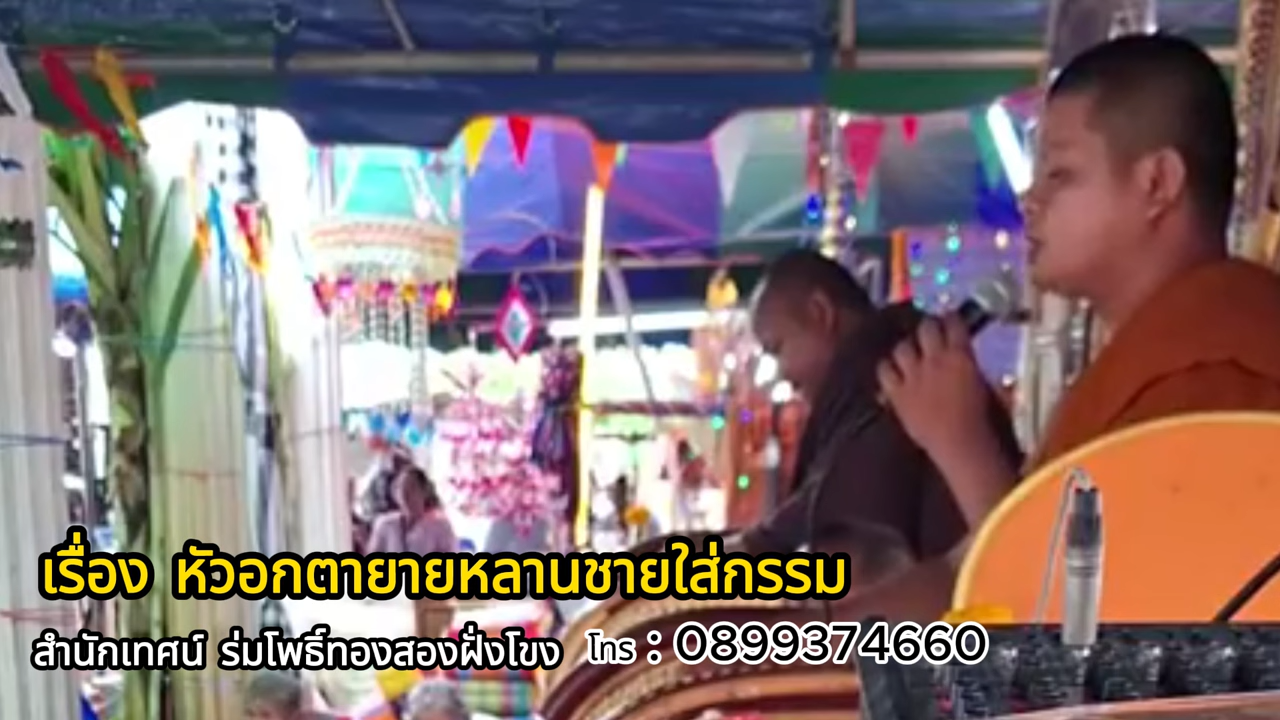 เรื่อง หัวอกตายายหลานชายใส่กรรม
สำนักเทศน์ ร่มโพธิ์ทองสองฝั่งโขง โทร : 0899374660